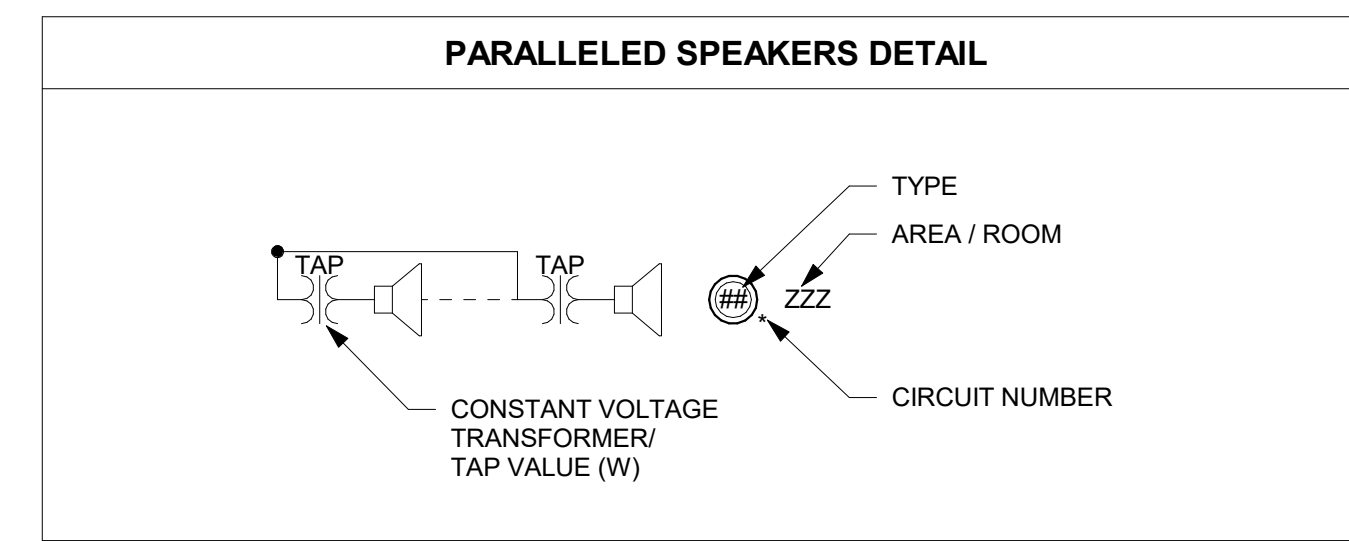 PARALLELED SPEAKERS DETAIL
TYPE
AREA / ROOM
TAP
TAP
## ZZZ
*
CIRCUIT NUMBER
CONSTANT VOLTAGE
TRANSFORMER/
TAP VALUE (W)